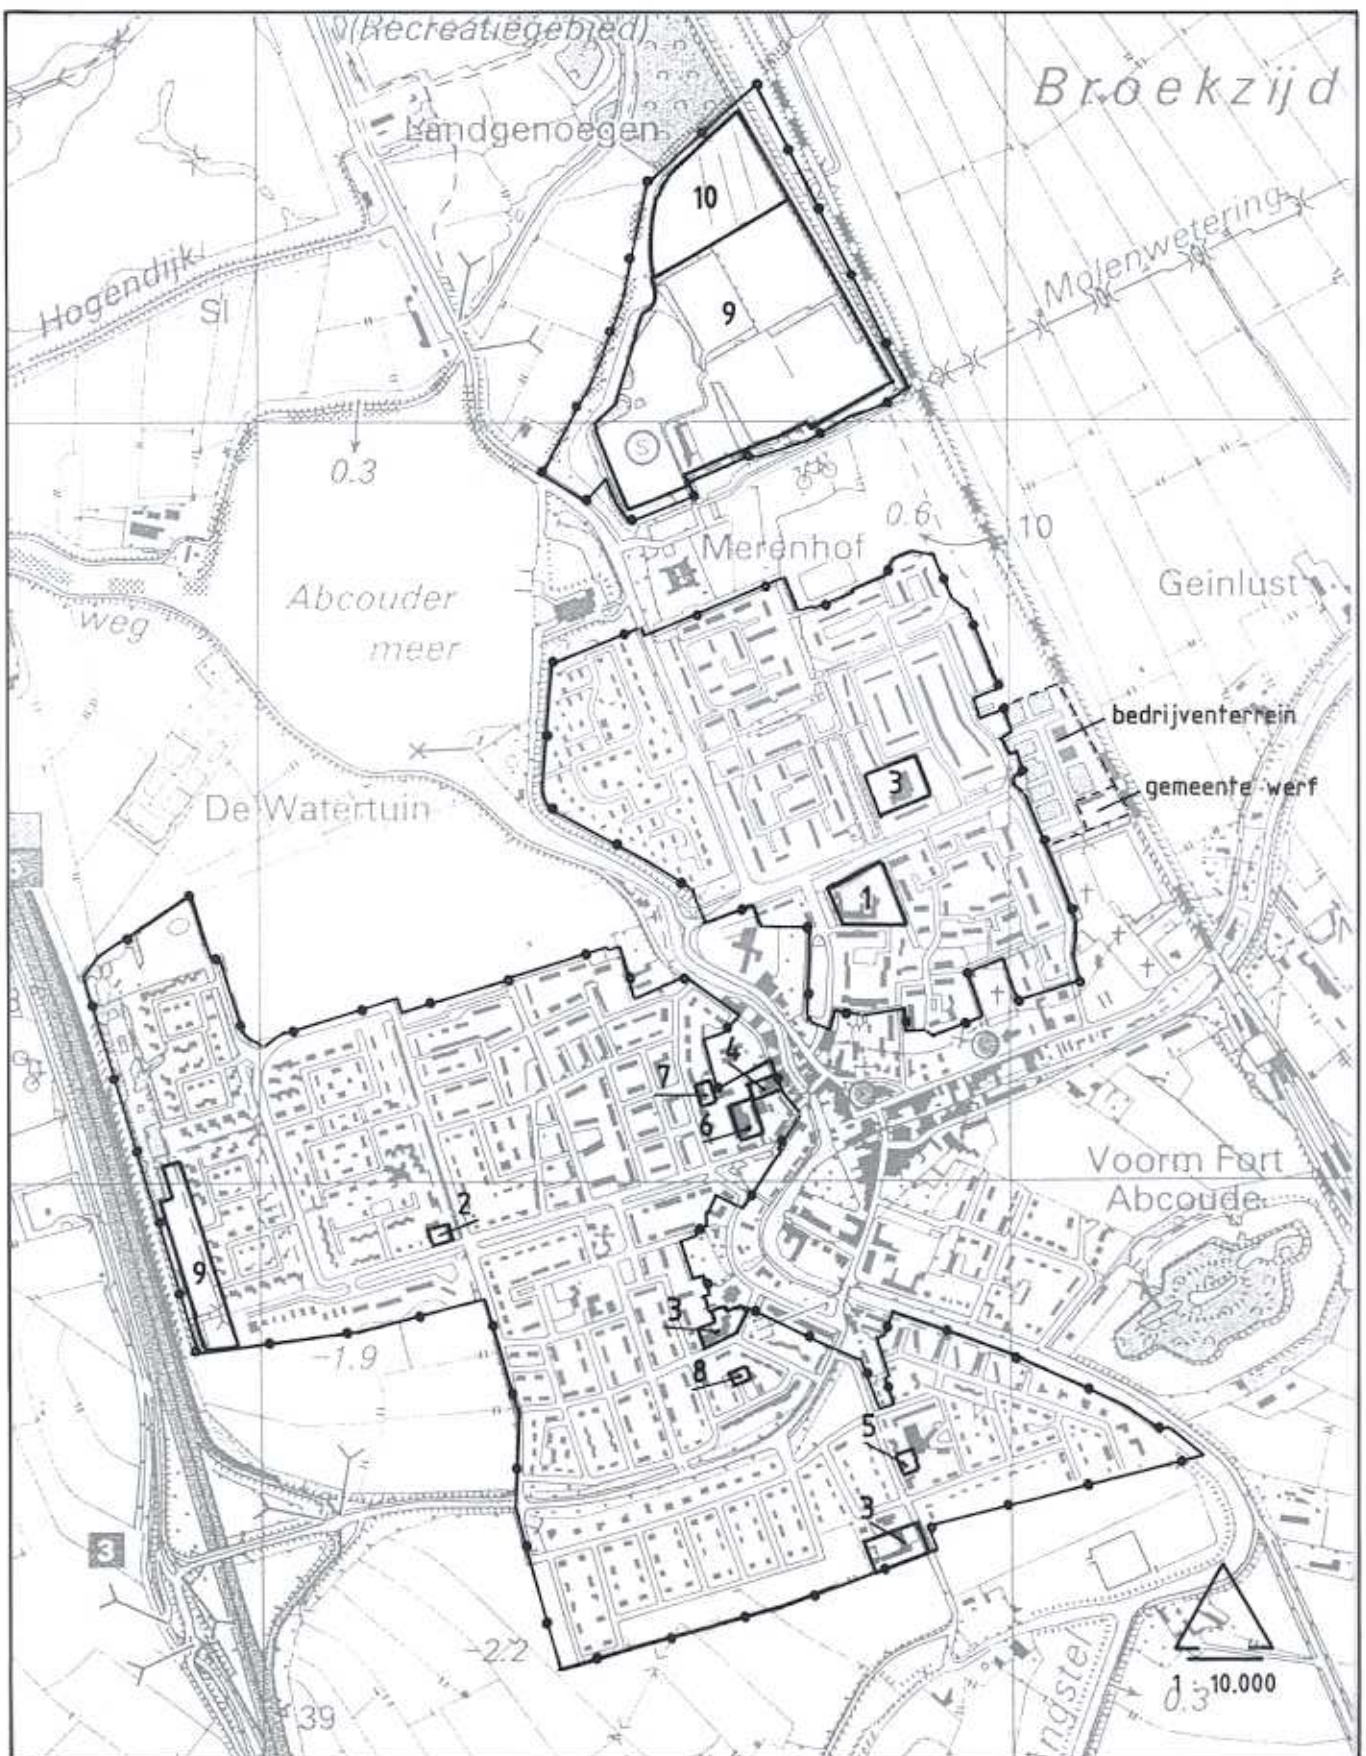 (Recreatiegebied)
Broekzijd
Landgenoegen
10
Molenwetering
Hogendijk
Sl
9
S
0.3
0.6
10
Merenhof
Geinlust
Abcouder
meer
weg
bedrijventerrein
3
gemeente werf
De Watertuin
1
4
7
6
Voorm Fort
Abcoude
2
9
3
-1.9
8
5
3
3
-2.2
1 : 10.000
0.3
39
Angstel